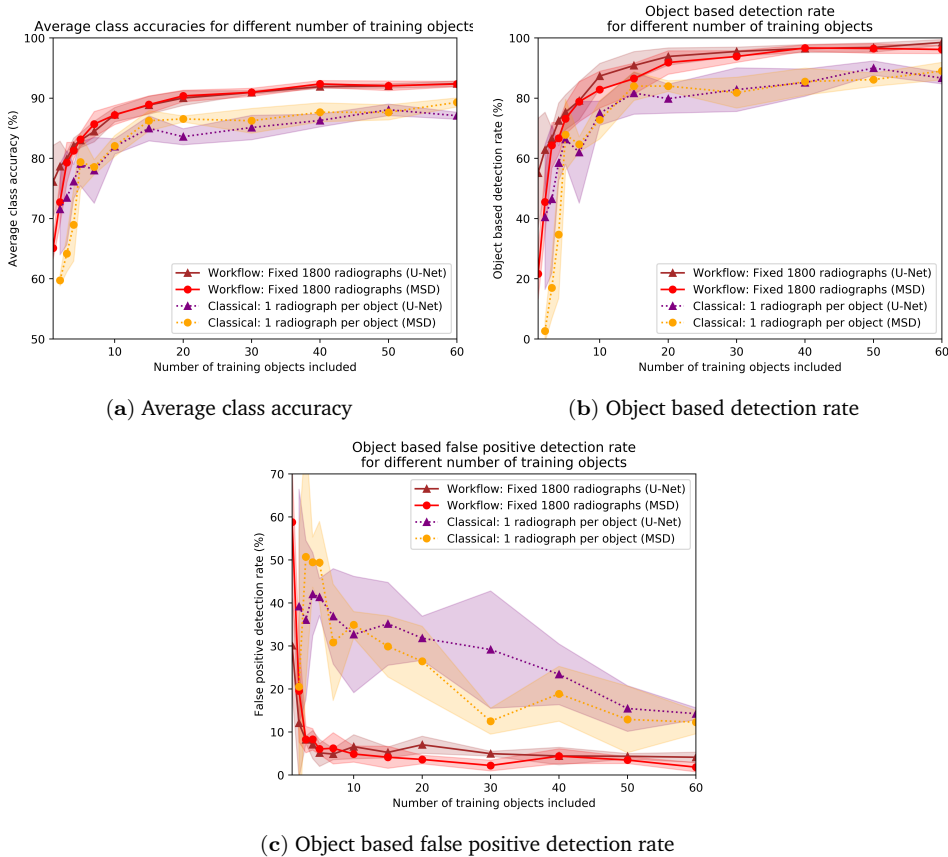 Average class accuracies for different number of training objects
100
90
80
70
60
50
Average class accuracy (%)
10 20 30 40 50 60
Number of training objects included
Workflow: Fixed 1800 radiographs (U-Net)
Workflow: Fixed 1800 radiographs (MSD)
Classical: 1 radiograph per object (U-Net)
Classical: 1 radiograph per object (MSD)
(a) Average class accuracy
Object based detection rate
for different number of training objects
100
80
60
40
20
0
Object based detection rate (%)
10 20 30 40 50 60
Number of training objects included
Workflow: Fixed 1800 radiographs (U-Net)
Workflow: Fixed 1800 radiographs (MSD)
Classical: 1 radiograph per object (U-Net)
Classical: 1 radiograph per object (MSD)
(b) Object based detection rate
Object based false positive detection rate
for different number of training objects
70
60
50
40
30
20
10
0
False positive detection rate (%)
10 20 30 40 50 60
Number of training objects included
Workflow: Fixed 1800 radiographs (U-Net)
Workflow: Fixed 1800 radiographs (MSD)
Classical: 1 radiograph per object (U-Net)
Classical: 1 radiograph per object (MSD)
(c) Object based false positive detection rate